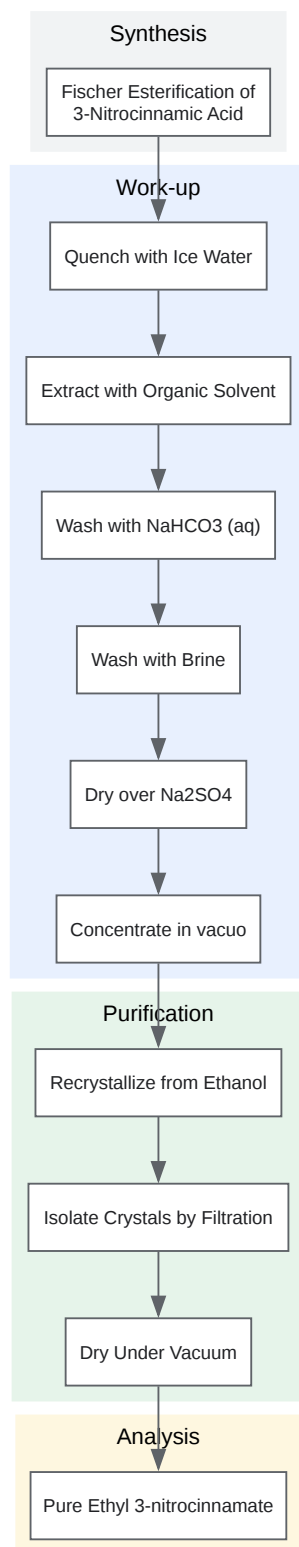 Synthesis
Fischer Esterification of
3-Nitrocinnamic Acid
Work-up
Quench with Ice Water
Extract with Organic Solvent
Wash with NaHCO3 (aq)
Wash with Brine
Dry over Na2SO4
Concentrate in vacuo
Purification
Recrystallize from Ethanol
Isolate Crystals by Filtration
Dry Under Vacuum
Analysis
Pure Ethyl 3-nitrocinnamate